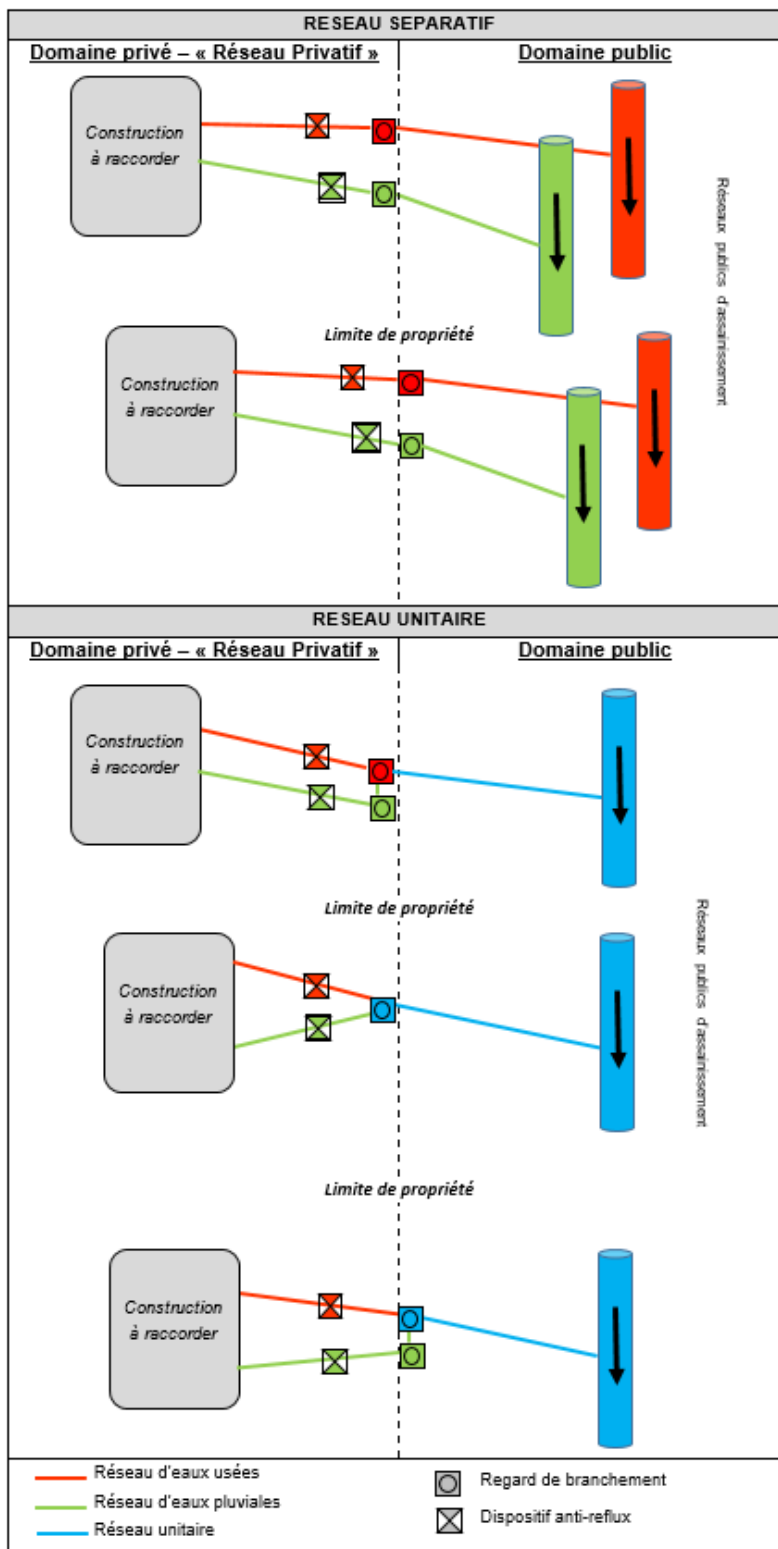 RESEAU SEPARATIF
Domaine privé – « Réseau Privatif »
Domaine public
Construction
à raccorder
Réseaux publics d'assainissement
Limite de propriété
Construction
à raccorder
RESEAU UNITAIRE
Domaine privé – « Réseau Privatif »
Domaine public
Construction
à raccorder
Limite de propriété
Réseaux publics d'assainissement
Construction
à raccorder
Limite de propriété
Construction
à raccorder
Réseau d'eaux usées
Réseau d'eaux pluviales
Réseau unitaire
Regard de branchement
Dispositif anti-reflux